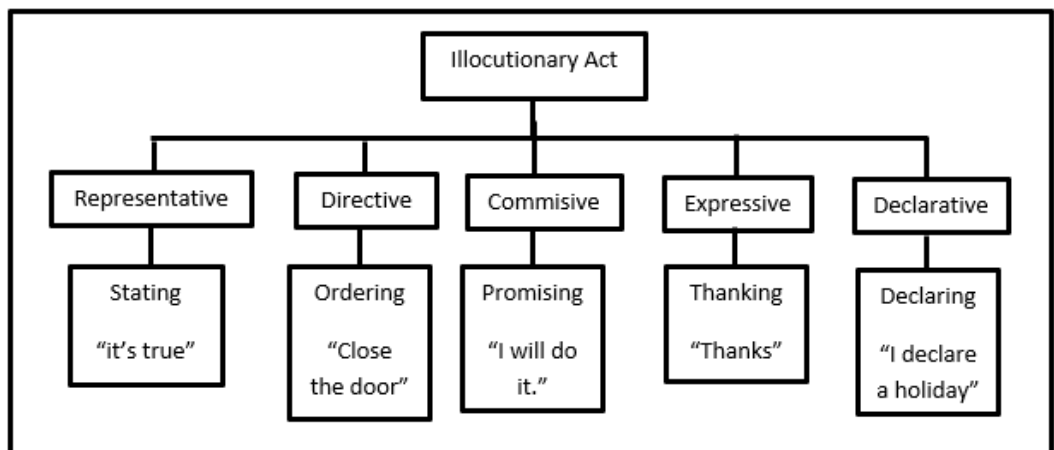 Illocutionary Act
Representative
Directive
Commisive
Expressive
Declarative
Stating
“it’s true”
Ordering
“Close
the door”
Promising
“I will do
it.”
Thanking
“Thanks”
Declaring
“I declare
a holiday”